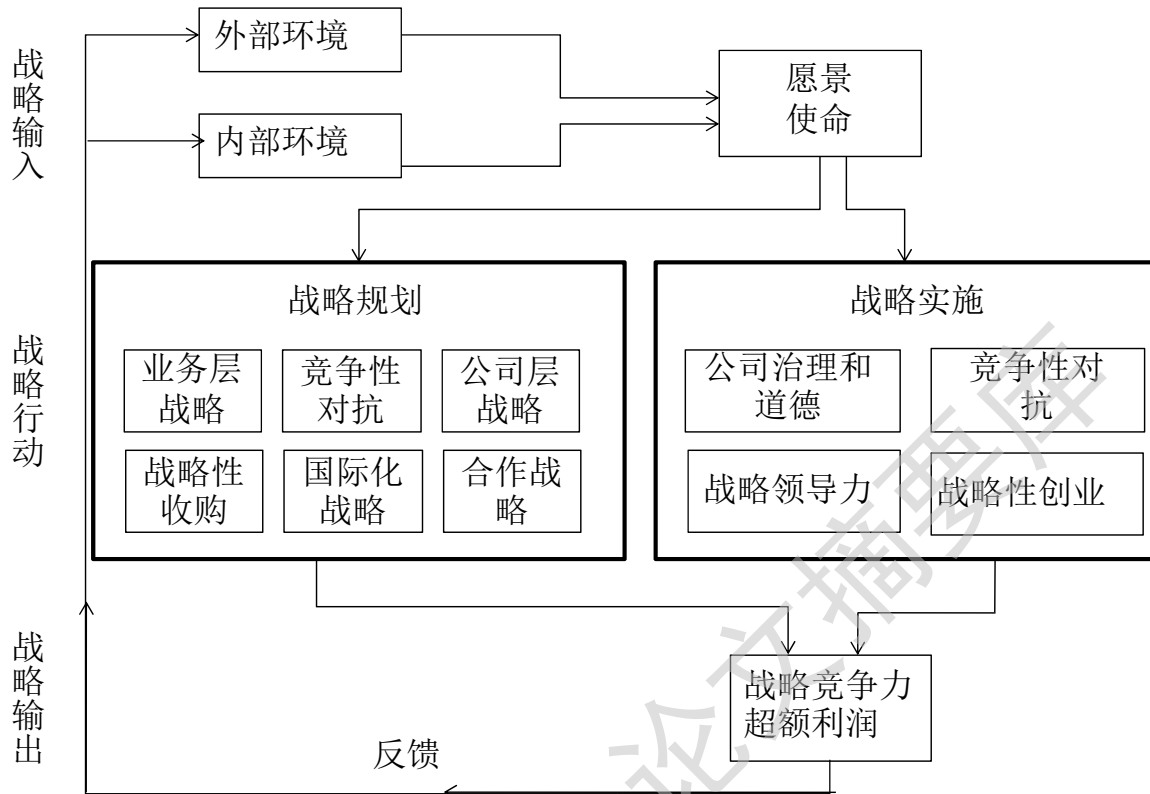 战略输入
外部环境
内部环境
愿景
使命
战略行动
战略规划
业务层
战略
竞争性
对抗
公司层
战略
战略性
收购
国际化
战略
合作战
略
战略实施
公司治理和
道德
竞争性对
抗
战略领导力
战略性创业
战略输出
战略竞争力
超额利润
反馈
论文摘要库